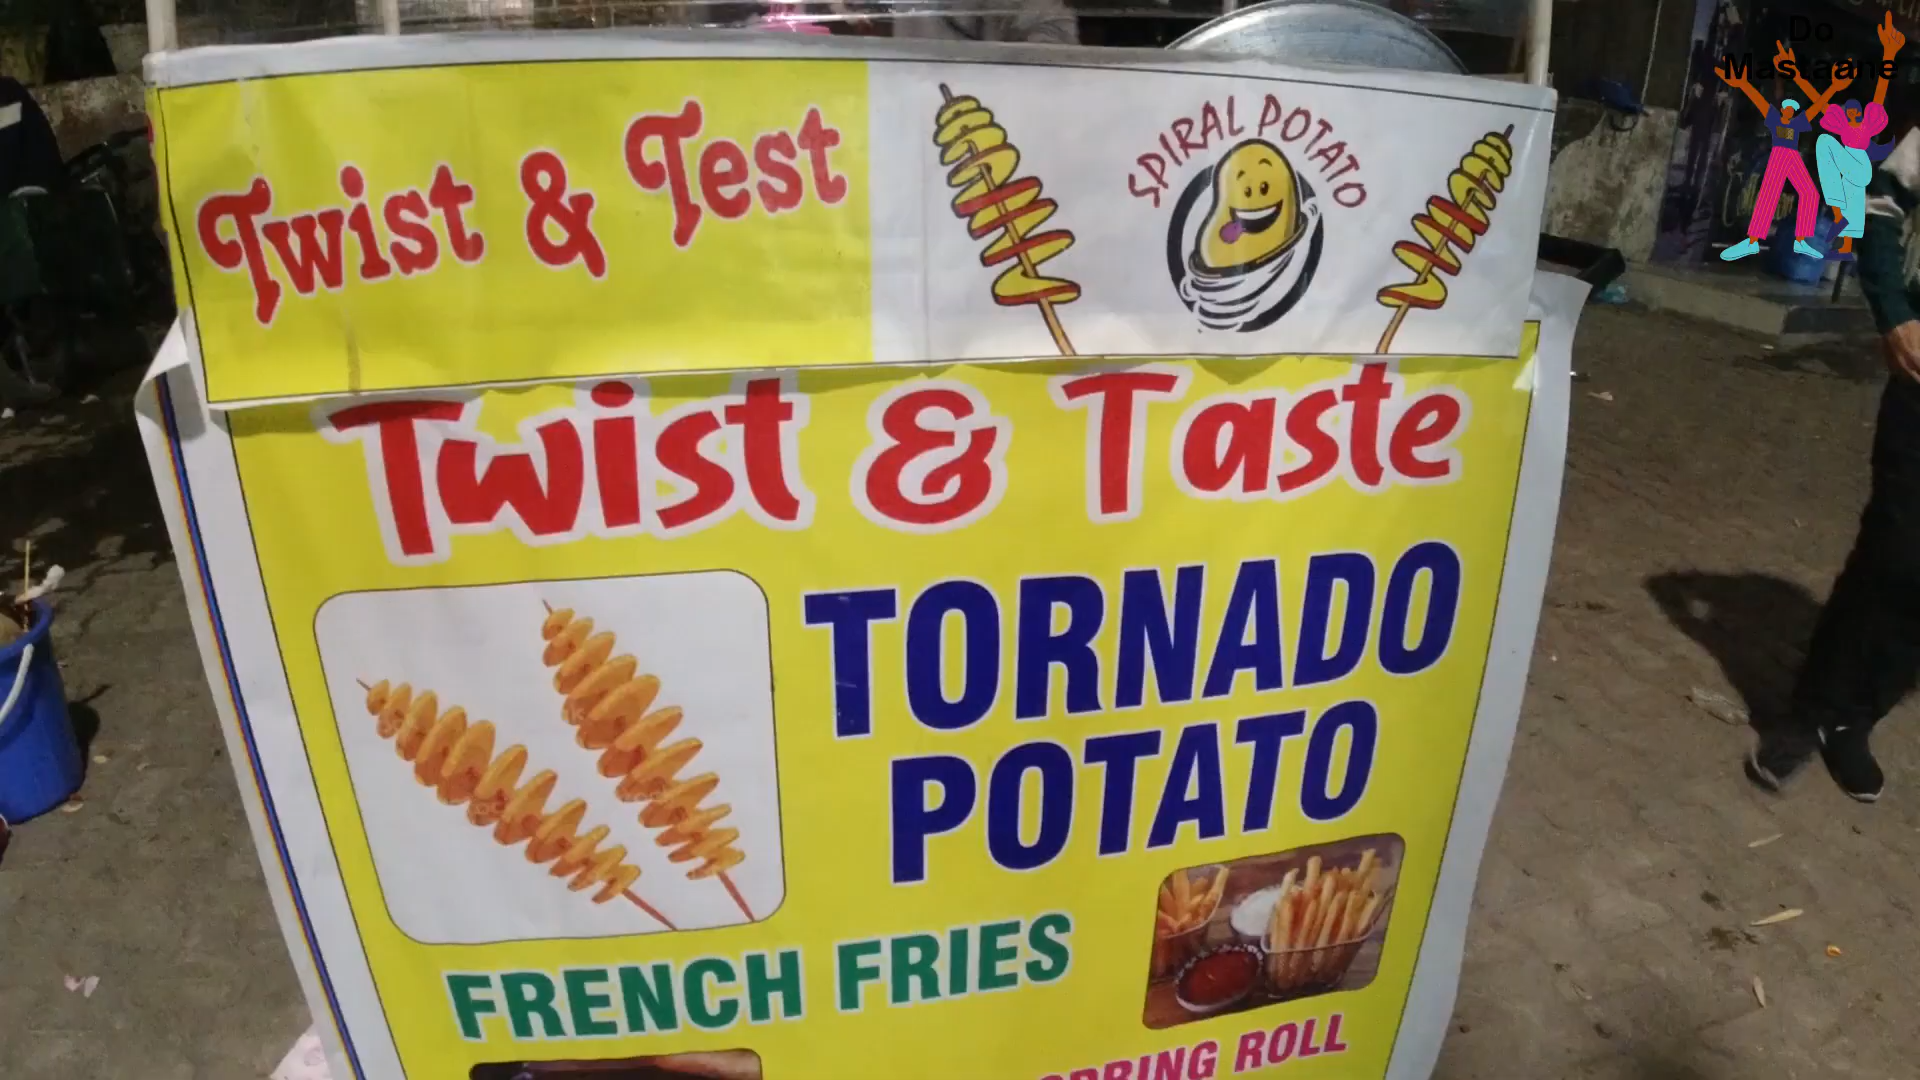 Do
Mastaane
Twist & Test
SPIRAL POTATO
Twist & Taste
TORNADO
POTATO
FRENCH FRIES
SPRING ROLL